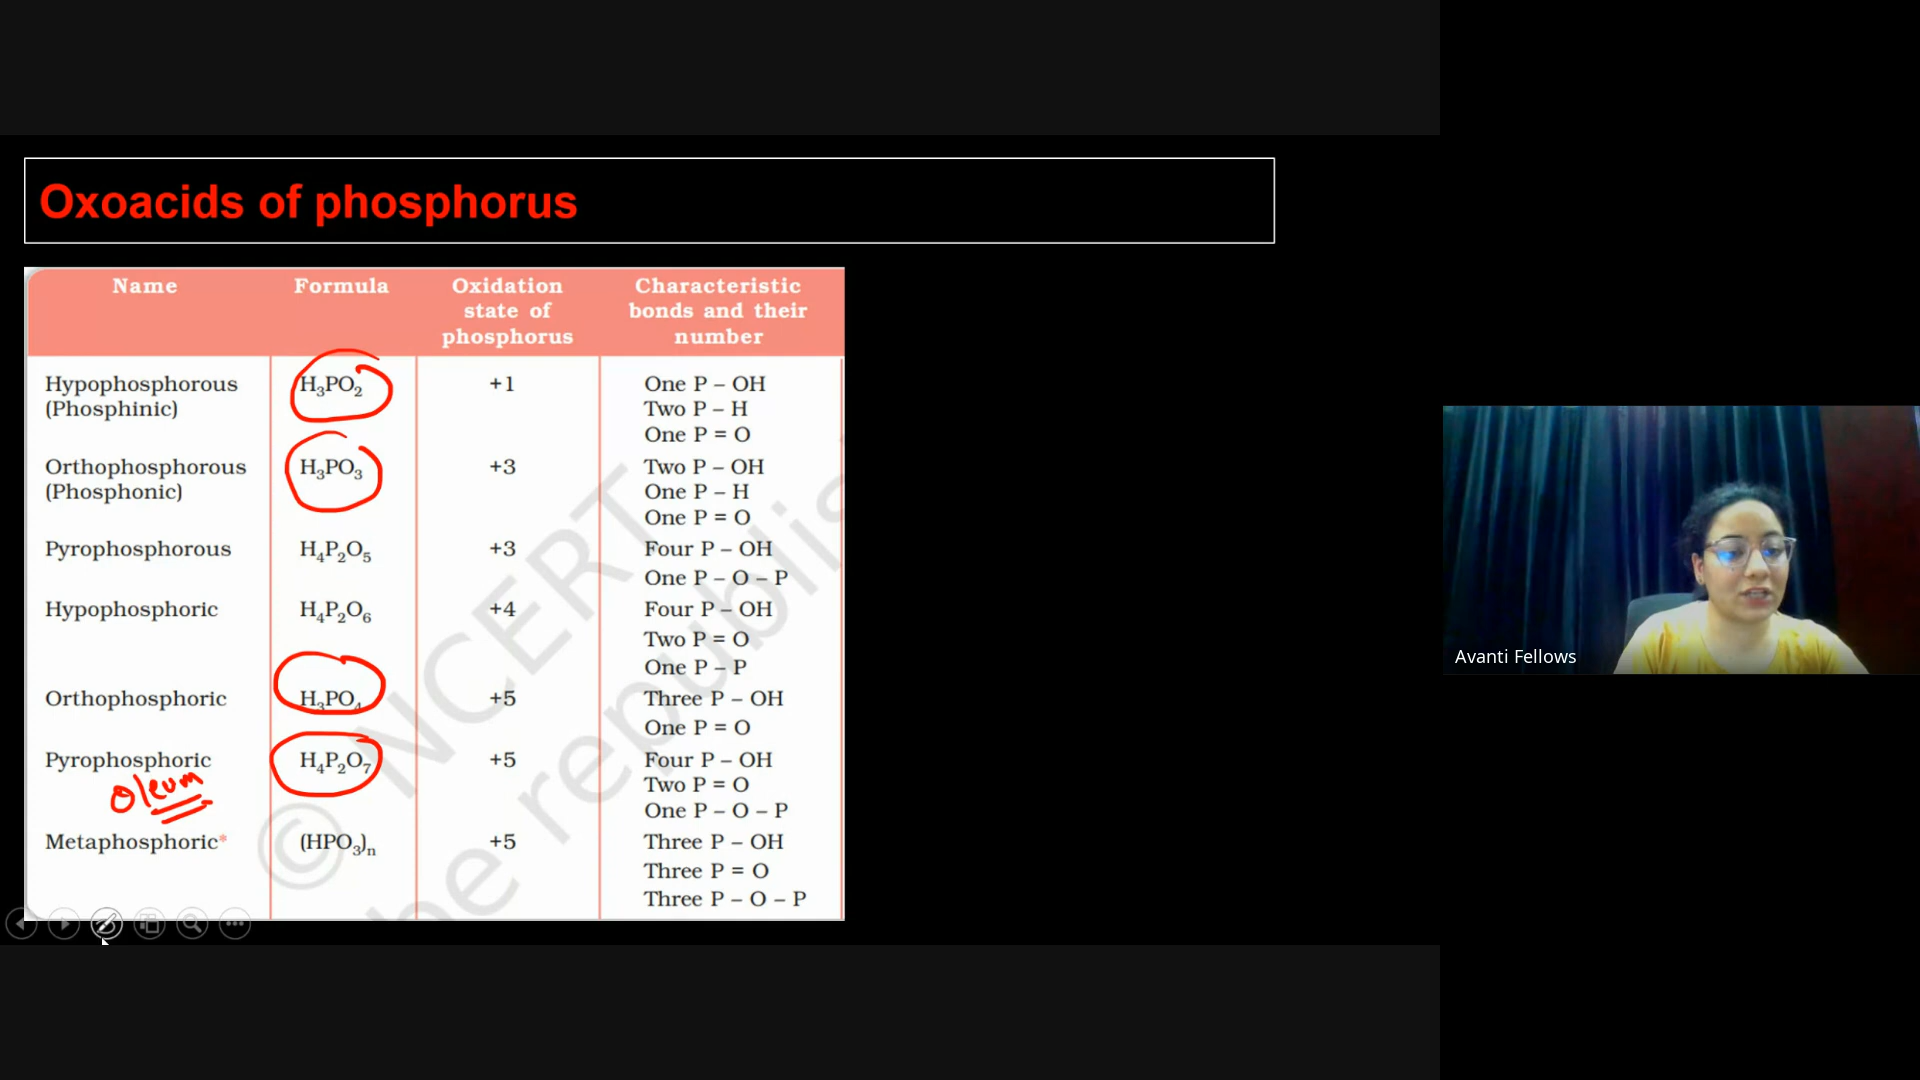 Oxoacids of phosphorus
Name Formula Oxidation state of phosphorus Characteristic bonds and their number
Hypophosphorous (Phosphinic) H₃PO₂ +1 One P – OH
Two P – H
One P = O
Orthophosphorous (Phosphonic) H₃PO₃ +3 Two P – OH
One P – H
One P = O
Pyrophosphorous H₄P₂O₅ +3 Four P – OH
One P – O – P
Hypophosphoric H₄P₂O₆ +4 Four P – OH
Two P = O
One P – P
Orthophosphoric H₃PO₄ +5 Three P – OH
One P = O
Pyrophosphoric H₄P₂O₇ +5 Four P – OH
Oleum Two P = O
One P – O – P
Metaphosphoric* (HPO₃)ₙ +5 Three P – OH
Three P = O
Three P – O – P
© NCERT
be republis
Avanti Fellows